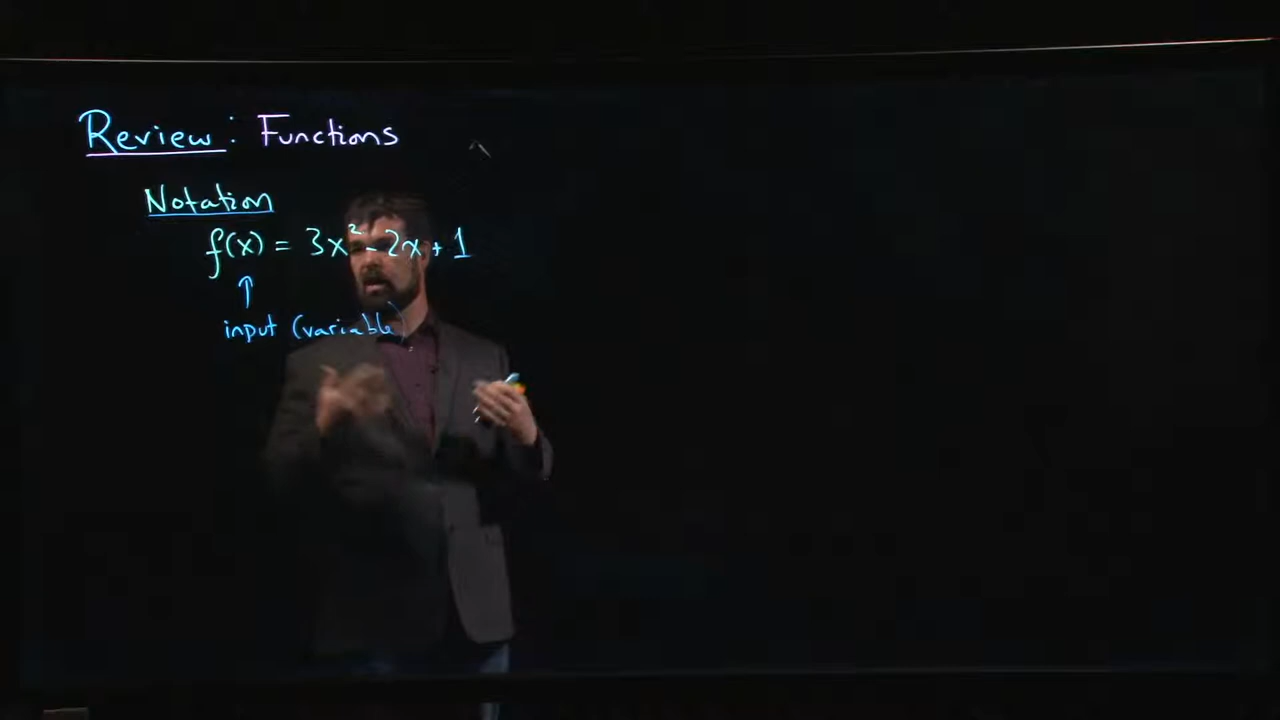 Review: Functions
Notation
f(x) = 3x² - 2x + 1
↑
input (variable)